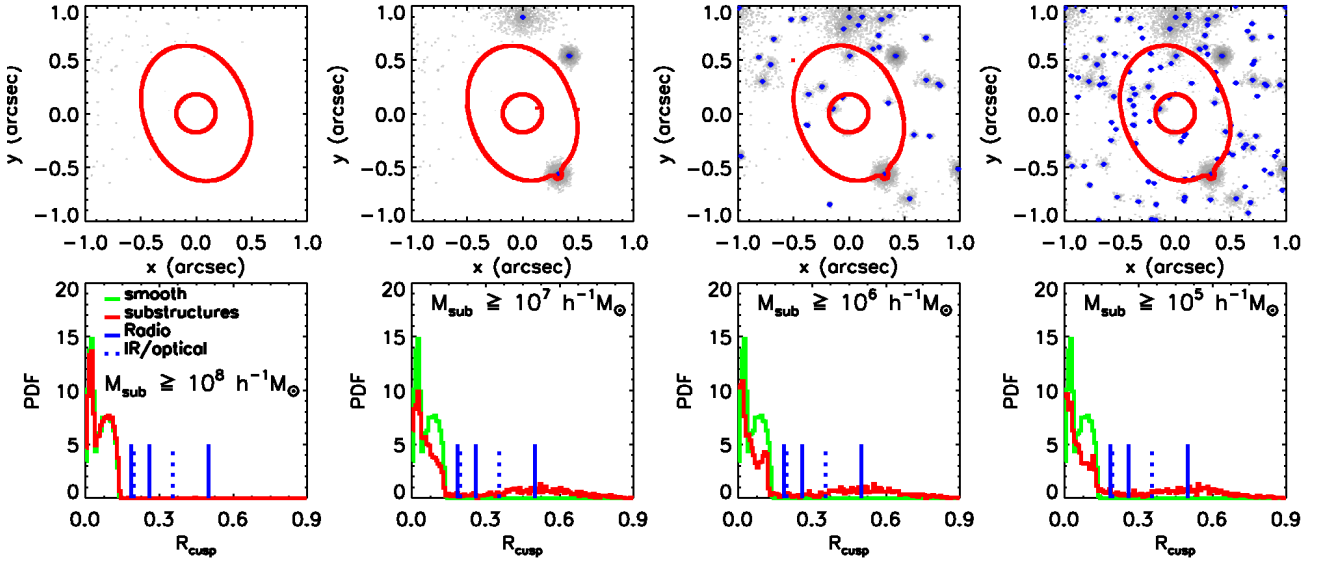 1.0
0.5
0.0
−0.5
−1.0
y (arcsec)
−1.0 −0.5 0.0 0.5 1.0
x (arcsec)
1.0
0.5
0.0
−0.5
−1.0
y (arcsec)
−1.0 −0.5 0.0 0.5 1.0
x (arcsec)
1.0
0.5
0.0
−0.5
−1.0
y (arcsec)
−1.0 −0.5 0.0 0.5 1.0
x (arcsec)
1.0
0.5
0.0
−0.5
−1.0
y (arcsec)
−1.0 −0.5 0.0 0.5 1.0
x (arcsec)
20
15
10
5
0
PDF
smooth
substructures
Radio
IR/optical
M_sub ≧ 10^8 h^−1M_⊙
0.0 0.3 0.6 0.9
R_cusp
20
15
10
5
0
PDF
M_sub ≧ 10^7 h^−1M_⊙
0.0 0.3 0.6 0.9
R_cusp
20
15
10
5
0
PDF
M_sub ≧ 10^6 h^−1M_⊙
0.0 0.3 0.6 0.9
R_cusp
20
15
10
5
0
PDF
M_sub ≧ 10^5 h^−1M_⊙
0.0 0.3 0.6 0.9
R_cusp